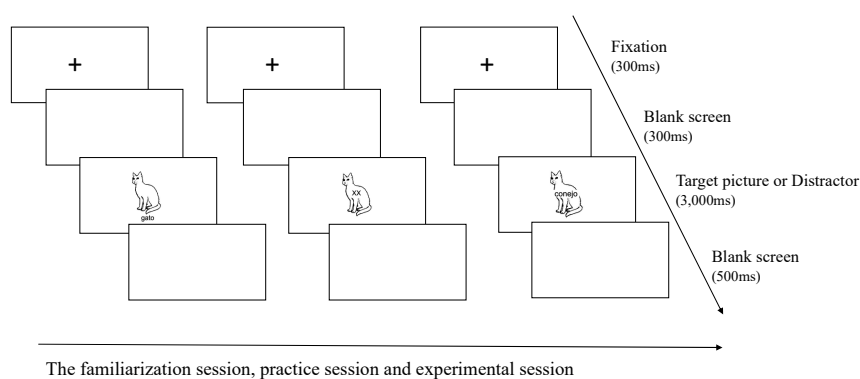 +
+
+
Fixation
(300ms)
Blank screen
(300ms)
gato
XX
conejo
Target picture or Distractor
(3,000ms)
Blank screen
(500ms)
The familiarization session, practice session and experimental session